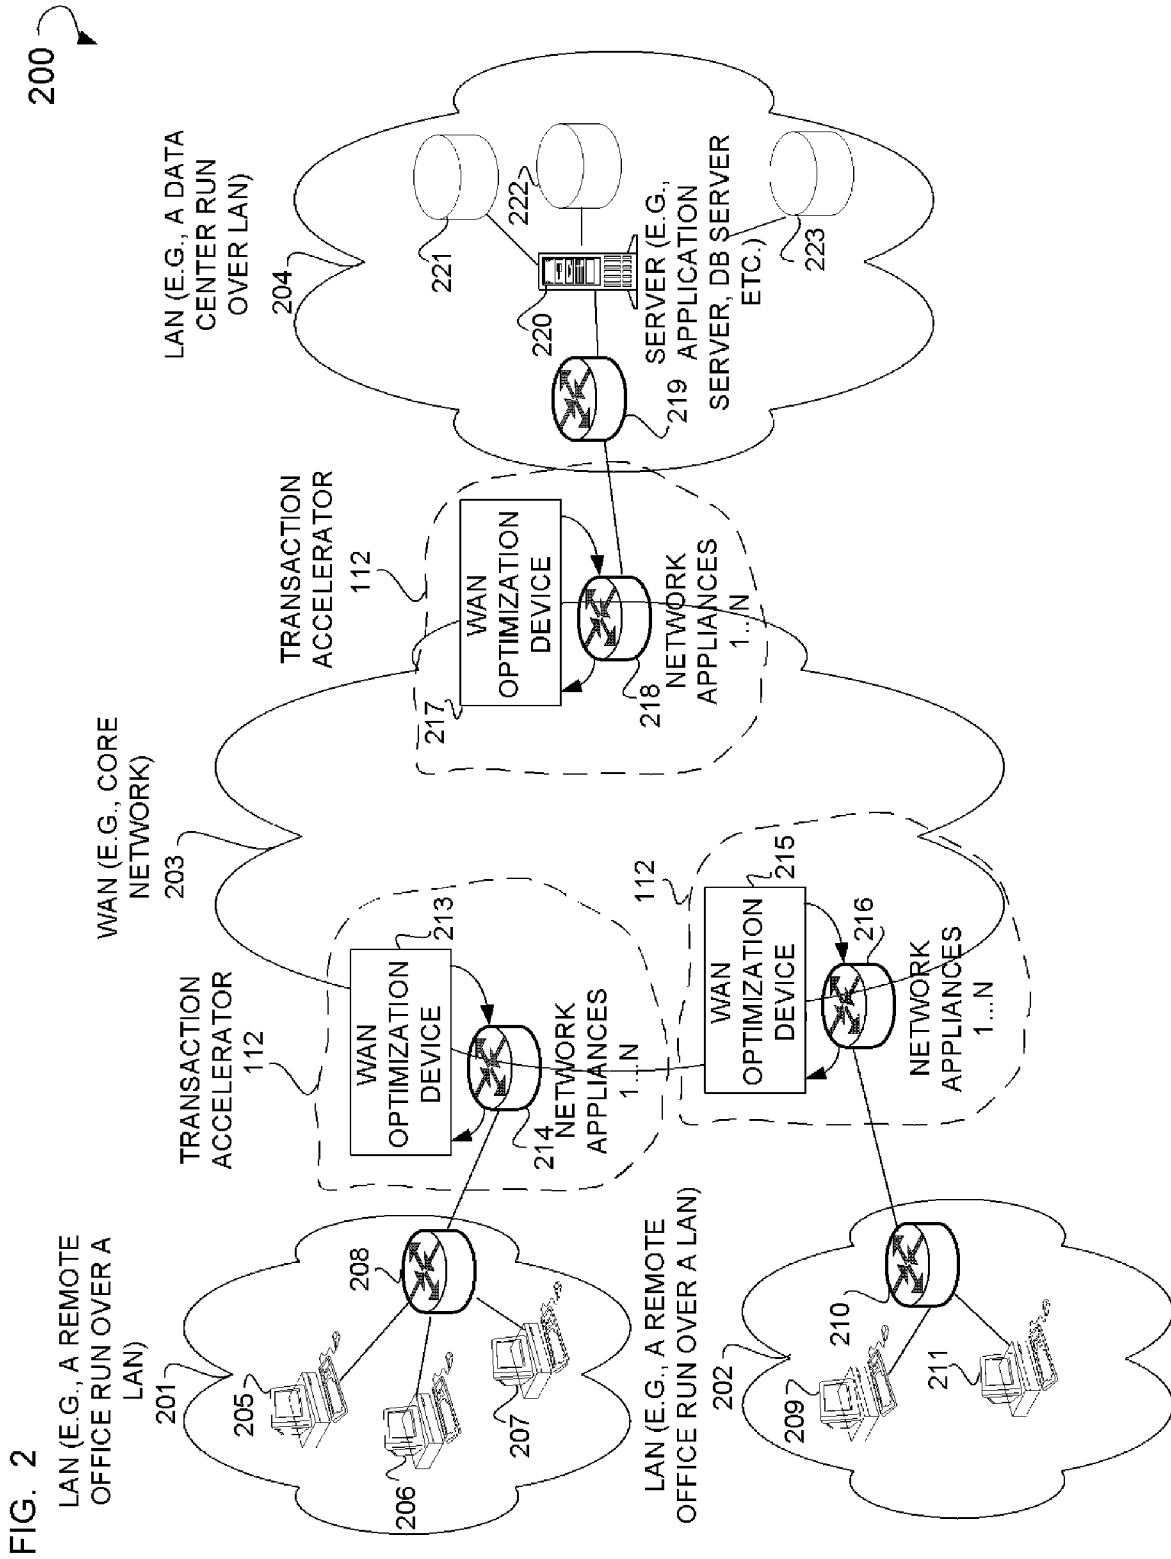 FIG. 2
200
LAN (E.G., A REMOTE
OFFICE RUN OVER A
LAN)
201
205
206
207
208
TRANSACTION
ACCELERATOR
112
WAN
OPTIMIZATION
DEVICE
213
214
NETWORK
APPLIANCES
1...N
WAN (E.G., CORE
NETWORK)
203
TRANSACTION
ACCELERATOR
112
WAN
OPTIMIZATION
DEVICE
217
218
NETWORK
APPLIANCES
1...N
LAN (E.G., A DATA
CENTER RUN
OVER LAN)
204
219
220
221
222
223
SERVER (E.G.,
APPLICATION
SERVER, DB SERVER
ETC.)
LAN (E.G., A REMOTE
OFFICE RUN OVER A LAN)
202
209
210
211
112
WAN
OPTIMIZATION
DEVICE
215
216
NETWORK
APPLIANCES
1...N